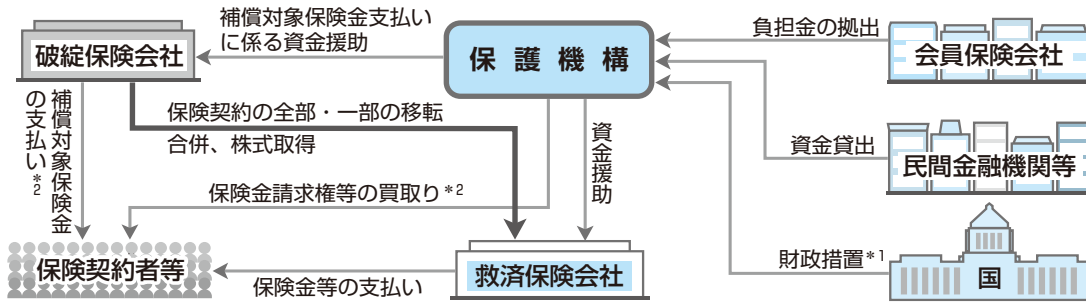 補償対象保険金支払い
に係る資金援助
負担金の拠出
破綻保険会社
保護機構
会員保険会社
補償対象保険金
の支払い*2
保険契約の全部・一部の移転
合併、株式取得
資金援助
資金貸出
民間金融機関等
保険金請求権等の買取り*2
保険契約者等
保険金等の支払い
救済保険会社
財政措置*1
国